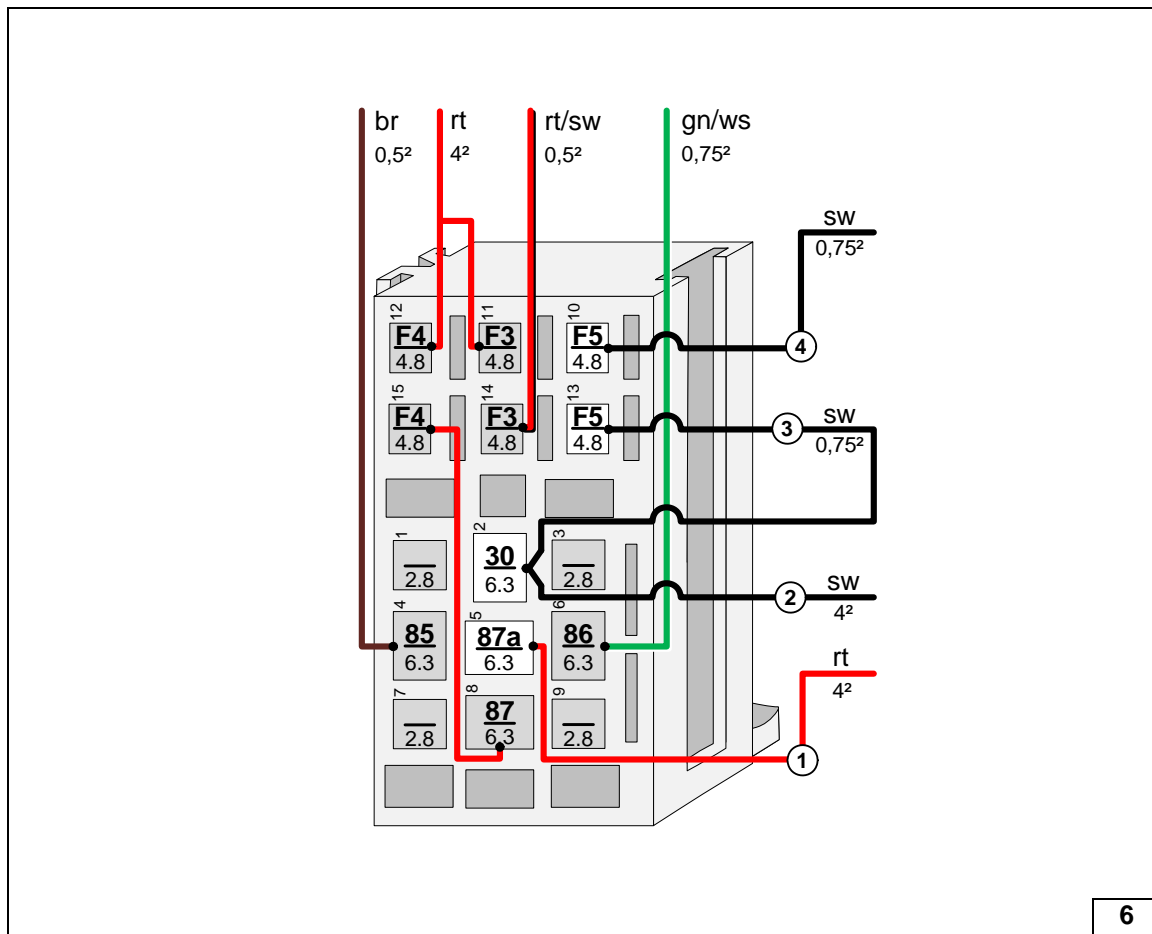 br rt rt/sw gn/ws
0,5² 4² 0,5² 0,75²
sw
0,75²
12 11 10
F4 F3 F5
4.8 4.8 4.8
4
15 14 13
F4 F3 F5
4.8 4.8 4.8
3
sw
0,75²
1 2 3
30
2.8 6.3 2.8
2
sw
4²
4 5 6
85 87a 86
6.3 6.3 6.3
rt
4²
7 8 9
87
2.8 6.3 2.8
1
6